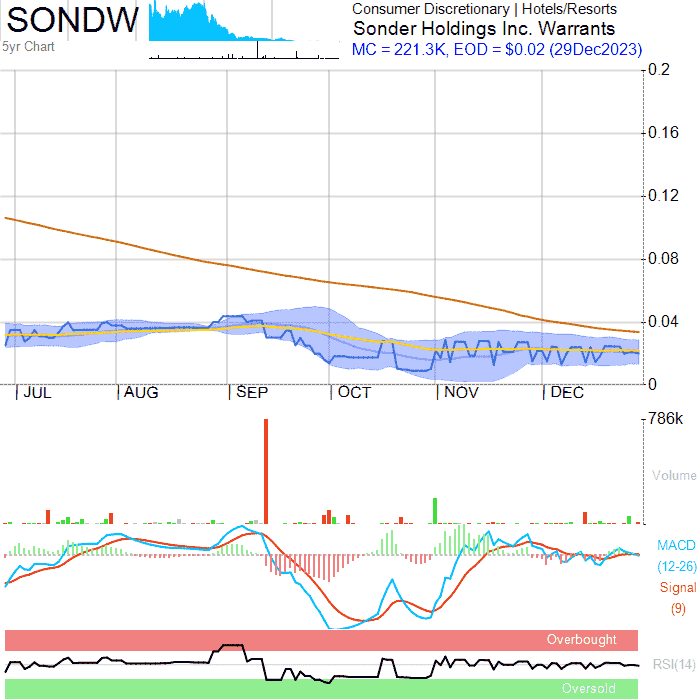 SONDW
5yr Chart
Consumer Discretionary | Hotels/Resorts
Sonder Holdings Inc. Warrants
MC = 221.3K, EOD = $0.02 (29Dec2023)
0.2
0.16
0.12
0.08
0.04
0
JUL AUG SEP OCT NOV DEC
786k
Volume
MACD
(12-26)
Signal
(9)
Overbought
RSI(14)
Oversold